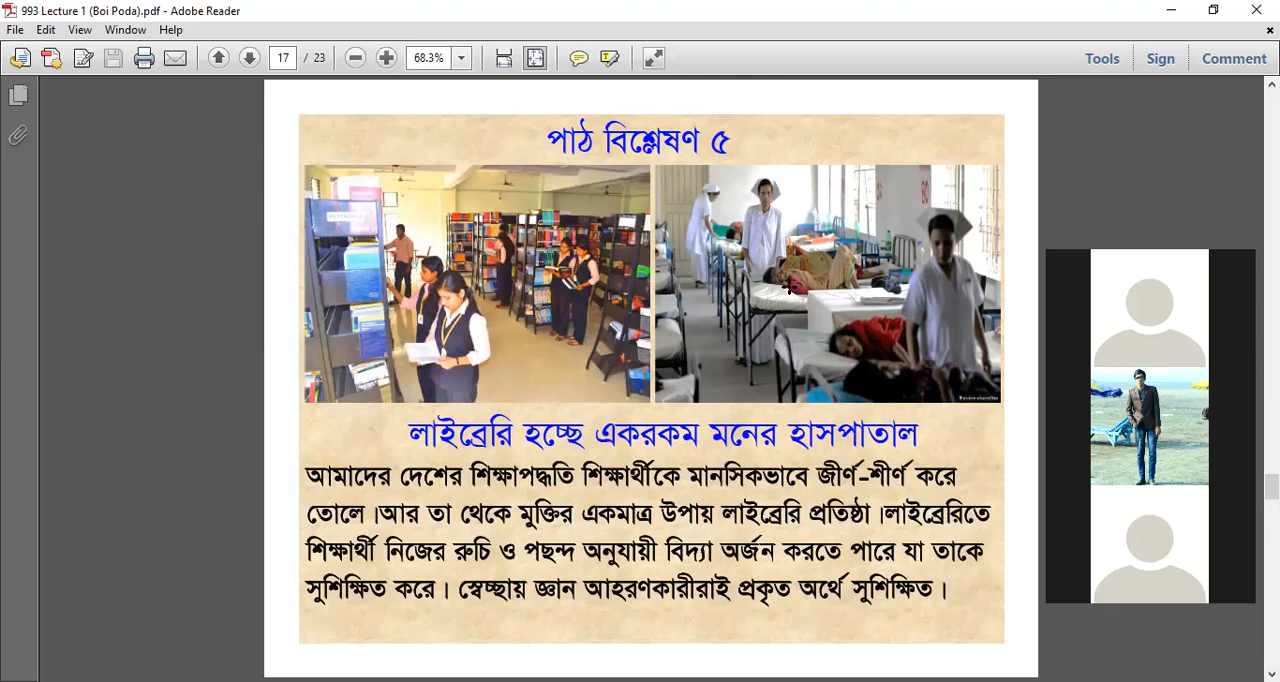 993 Lecture 1 (Boi Poda).pdf - Adobe Reader
File Edit View Window Help
17 / 23 68.3% Tools Sign Comment
পাঠ বিশ্লেষণ ৫
লাইব্রেরি হচ্ছে একরকম মনের হাসপাতাল
আমাদের দেশের শিক্ষাপদ্ধতি শিক্ষার্থীকে মানসিকভাবে জীর্ণ-শীর্ণ করে
তোলে।আর তা থেকে মুক্তির একমাত্র উপায় লাইব্রেরি প্রতিষ্ঠা।লাইব্রেরিতে
শিক্ষার্থী নিজের রুচি ও পছন্দ অনুযায়ী বিদ্যা অর্জন করতে পারে যা তাকে
সুশিক্ষিত করে। স্বেচ্ছায় জ্ঞান আহরণকারীরাই প্রকৃত অর্থে সুশিক্ষিত।